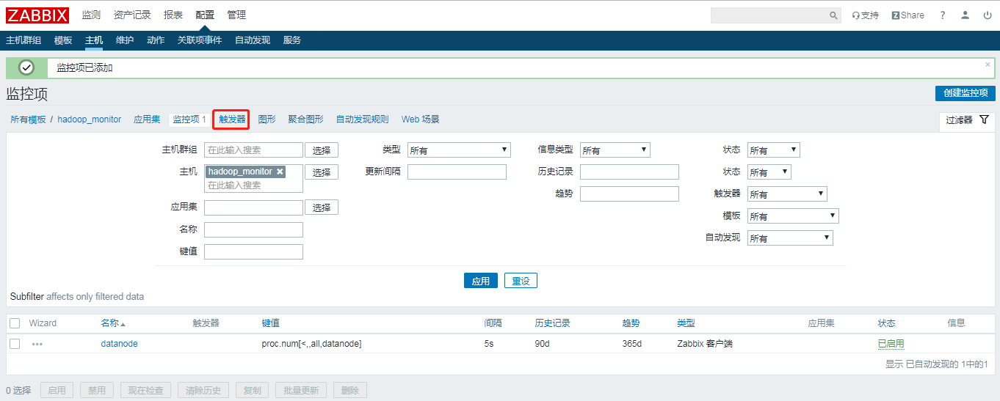 ZABBIX 监测 资产记录 报表 配置 管理 支持 Z Share ?
主机群组 模板 主机 维护 动作 关联项事件 自动发现 服务
监控项已添加 ×
监控项 创建监控项
所有模板 / hadoop_monitor 应用集 监控项 1 触发器 图形 聚合图形 自动发现规则 Web 场景 过滤器
主机群组 在此输入搜索 选择 类型 所有 信息类型 所有 状态 所有
主机 hadoop_monitor × 选择 更新间隔 历史记录 状态 所有
在此输入搜索
趋势 触发器 所有
应用集 选择
模板 所有
名称
自动发现 所有
键值
应用 重设
Subfilter affects only filtered data
Wizard 名称 触发器 键值 间隔 历史记录 趋势 类型 应用集 状态 信息
••• datanode proc.num[<,,all,datanode] 5s 90d 365d Zabbix 客户端 已启用
显示 已自动发现的 1中的1
0 选择 启用 禁用 现在检查 清除历史 复制 批量更新 删除